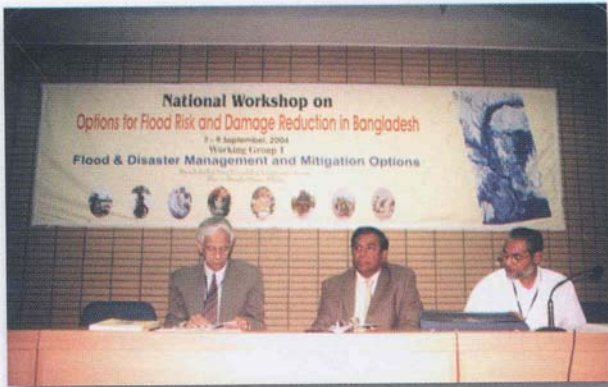 National Workshop on
Options for Flood Risk and Damage Reduction in Bangladesh
7 - 9 September, 2004
Working Group 1
Flood & Disaster Management and Mitigation Options